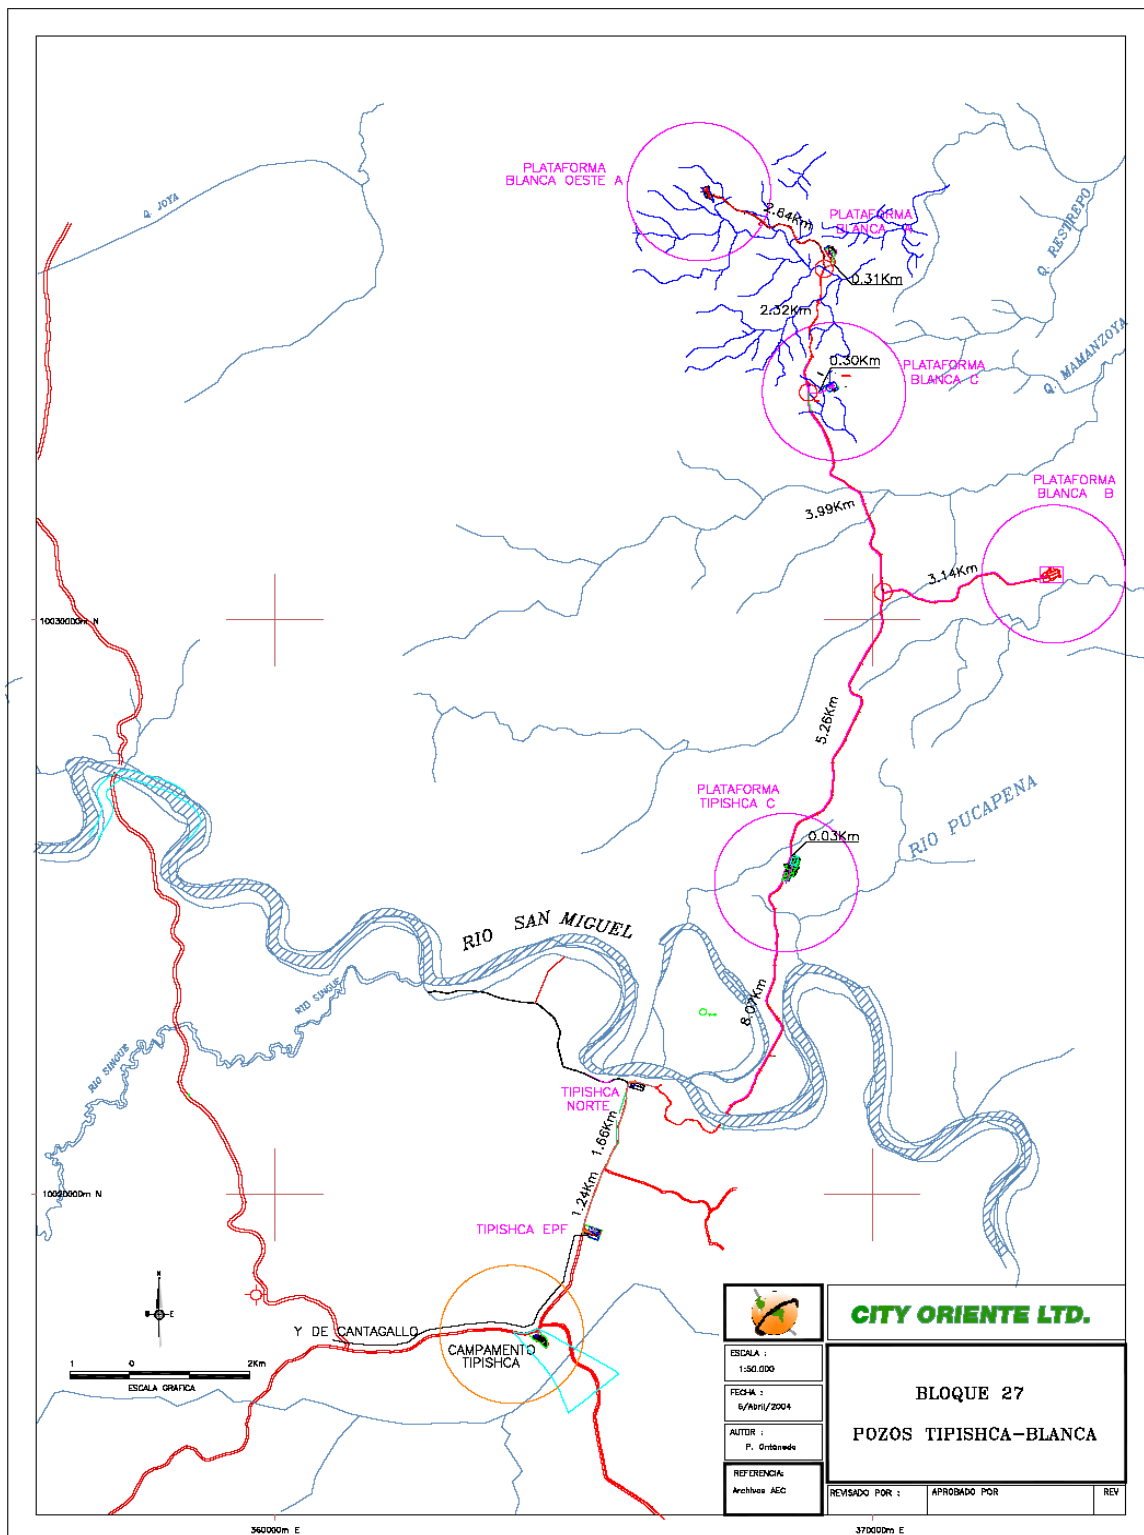 PLATAFORMA
BLANCA OESTE A
Q. JOYA
2.84Km
PLATAFORMA
BLANCA A
0.31Km
2.32Km
Q. RESTREPO
Q. MAMANZOYA
0.30Km
PLATAFORMA
BLANCA C
PLATAFORMA
BLANCA B
3.99Km
3.14Km
10030000m N
5.26Km
PLATAFORMA
TIPISHCA C
0.03Km
RIO PUCAPENA
RIO SAN MIGUEL
RIO SINGUE
RIO SINGUE
8.07Km
TIPISHCA
NORTE
1.66Km
1.24Km
10020000m N
TIPISHCA EPF
N
E
Y DE CANTAGALLO
CAMPAMENTO
TIPISHCA
1 0 2Km
ESCALA GRAFICA
CITY ORIENTE LTD.
ESCALA :
1:50.000
FECHA :
6/Abril/2004
AUTOR :
P. Ontaneda
REFERENCIA:
Archivos AEC
BLOQUE 27
POZOS TIPISHCA-BLANCA
REVISADO POR :
APROBADO POR
REV
360000m E
370000m E